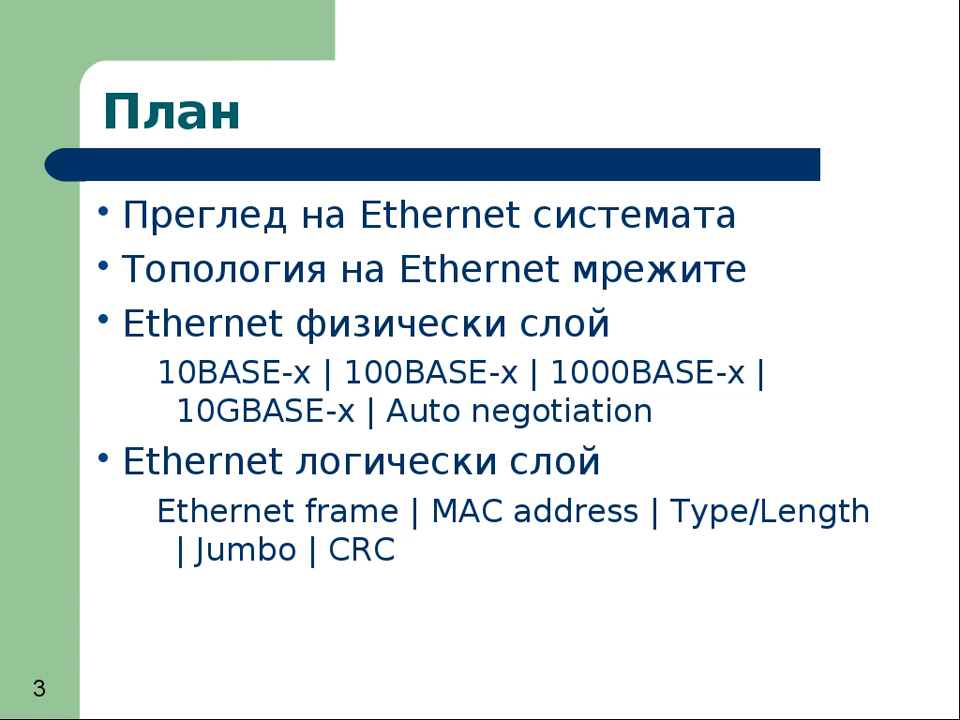 План
• Преглед на Ethernet системата
• Топология на Ethernet мрежите
• Ethernet физически слой
10BASE-x | 100BASE-x | 1000BASE-x |
10GBASE-x | Auto negotiation
• Ethernet логически слой
Ethernet frame | MAC address | Type/Length
| Jumbo | CRC
3